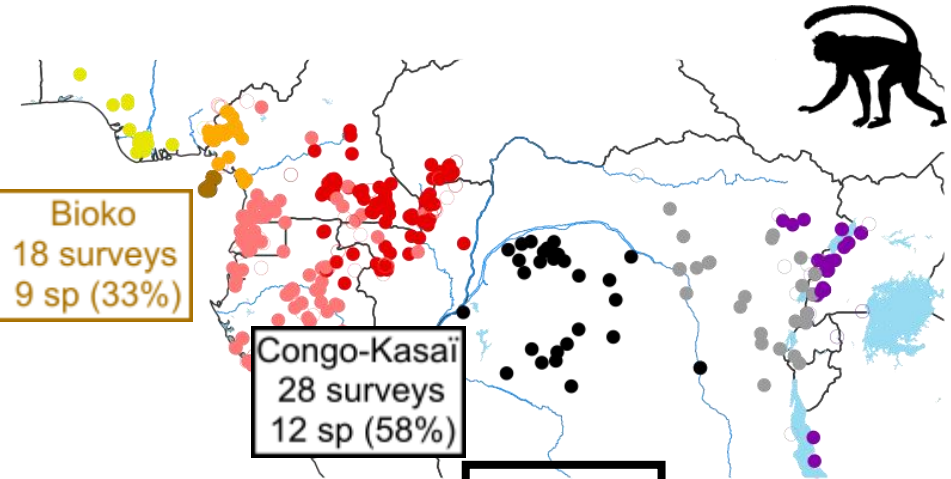 Bioko
18 surveys
9 sp (33%)
Congo-Kasaï
28 surveys
12 sp (58%)